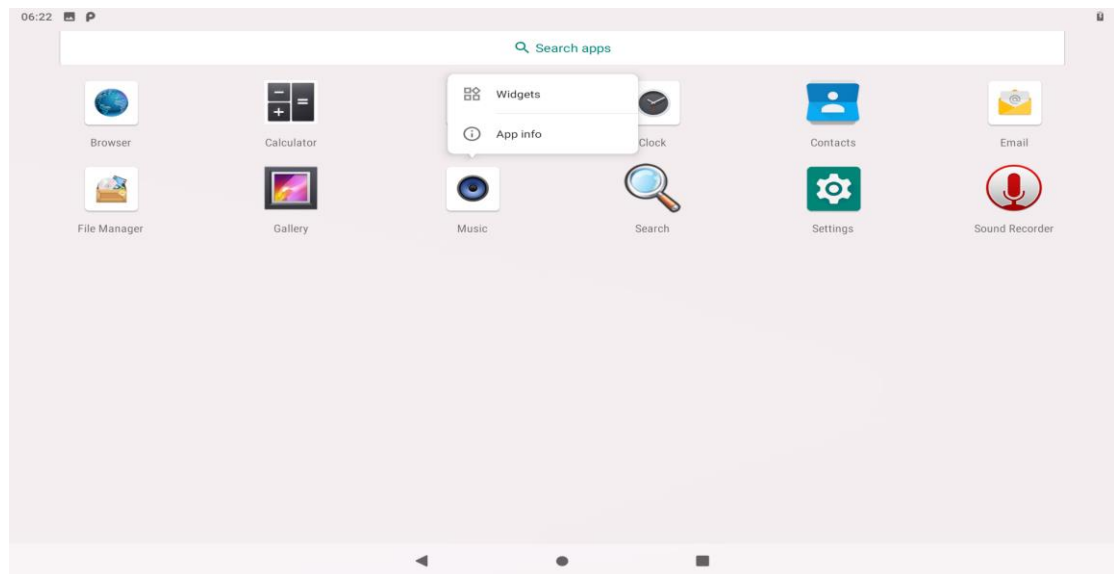 06:22
Search apps
Widgets
App info
Browser
Calculator
Clock
Contacts
Email
File Manager
Gallery
Music
Search
Settings
Sound Recorder